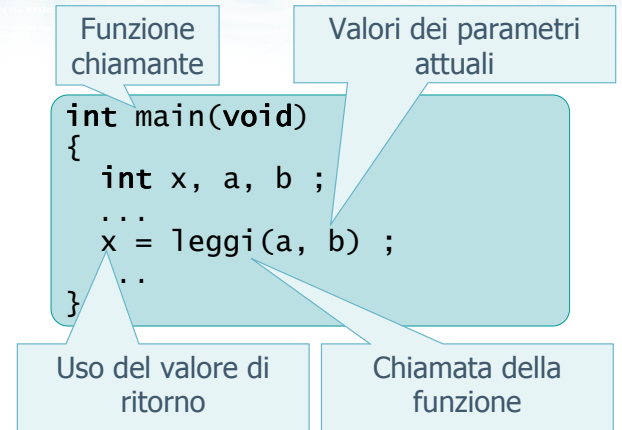 Funzione
chiamante
Valori dei parametri
attuali
int main(void)
{
int x, a, b ;
...
x = leggi(a, b) ;
...
}
Uso del valore di
ritorno
Chiamata della
funzione